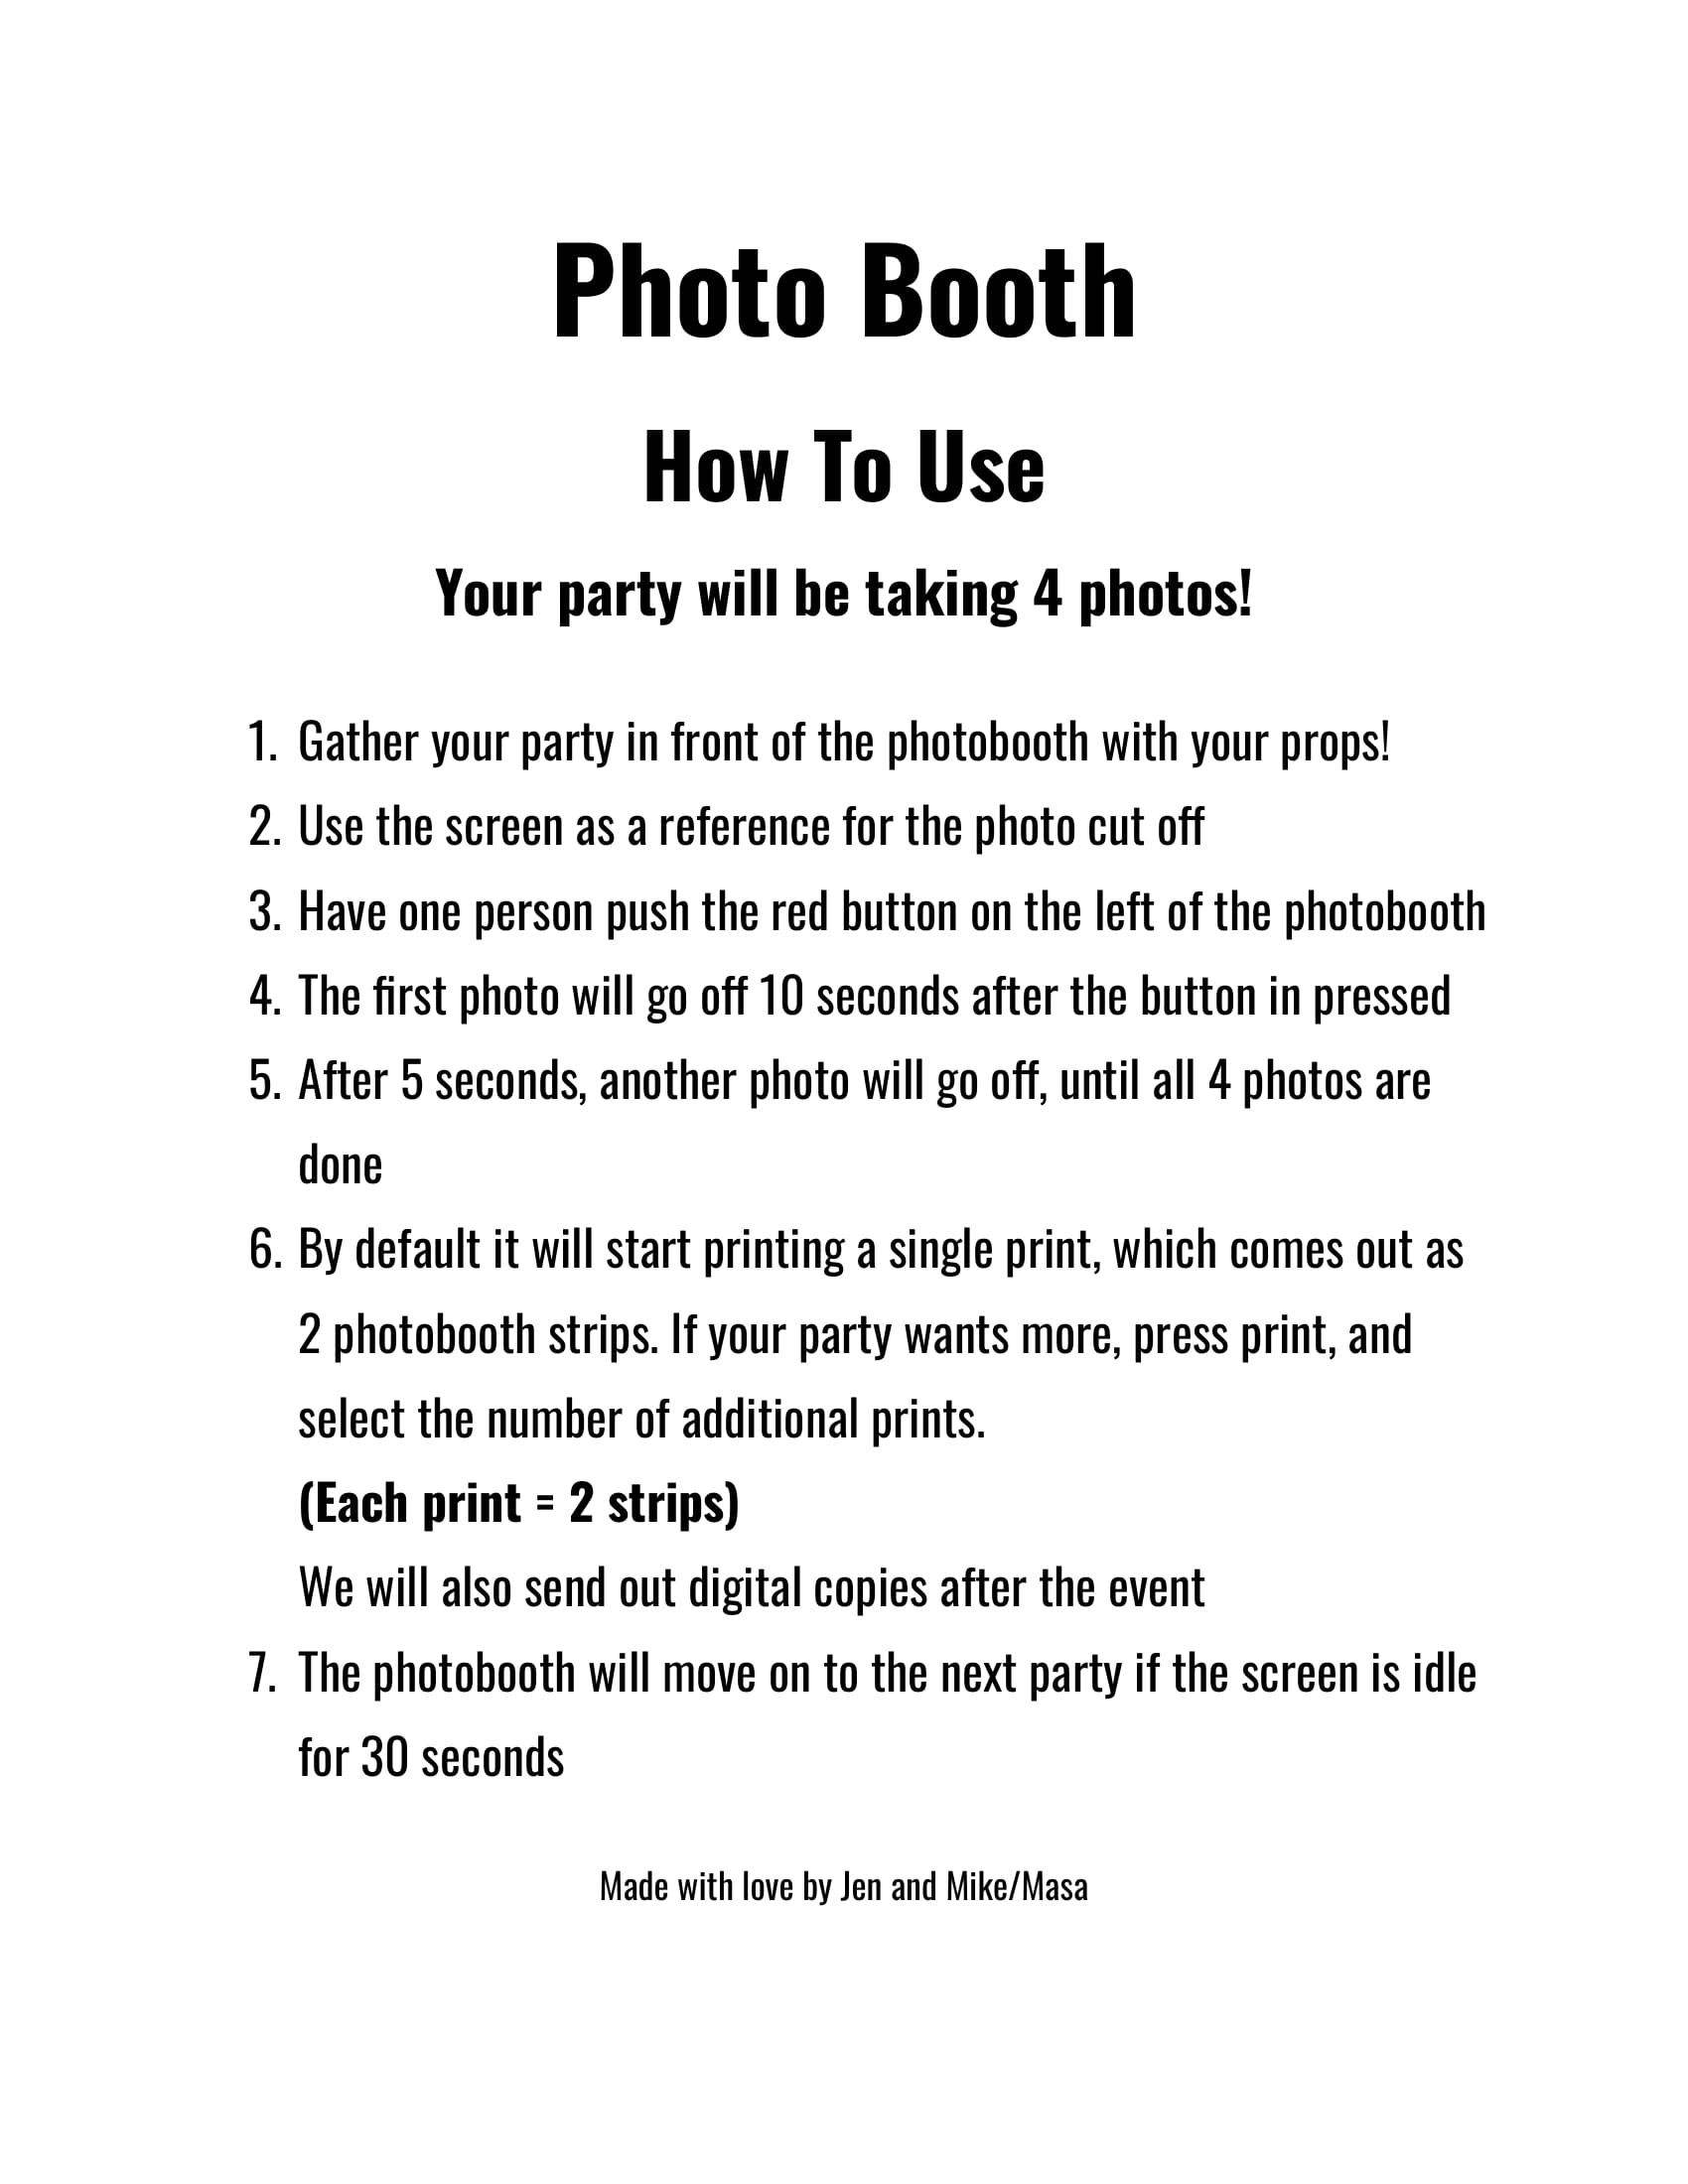 Photo Booth
How To Use
Your party will be taking 4 photos!
1. Gather your party in front of the photobooth with your props!
2. Use the screen as a reference for the photo cut off
3. Have one person push the red button on the left of the photobooth
4. The first photo will go off 10 seconds after the button in pressed
5. After 5 seconds, another photo will go off, until all 4 photos are
done
6. By default it will start printing a single print, which comes out as
2 photobooth strips. If your party wants more, press print, and
select the number of additional prints.
(Each print = 2 strips)
We will also send out digital copies after the event
7. The photobooth will move on to the next party if the screen is idle
for 30 seconds
Made with love by Jen and Mike/Masa